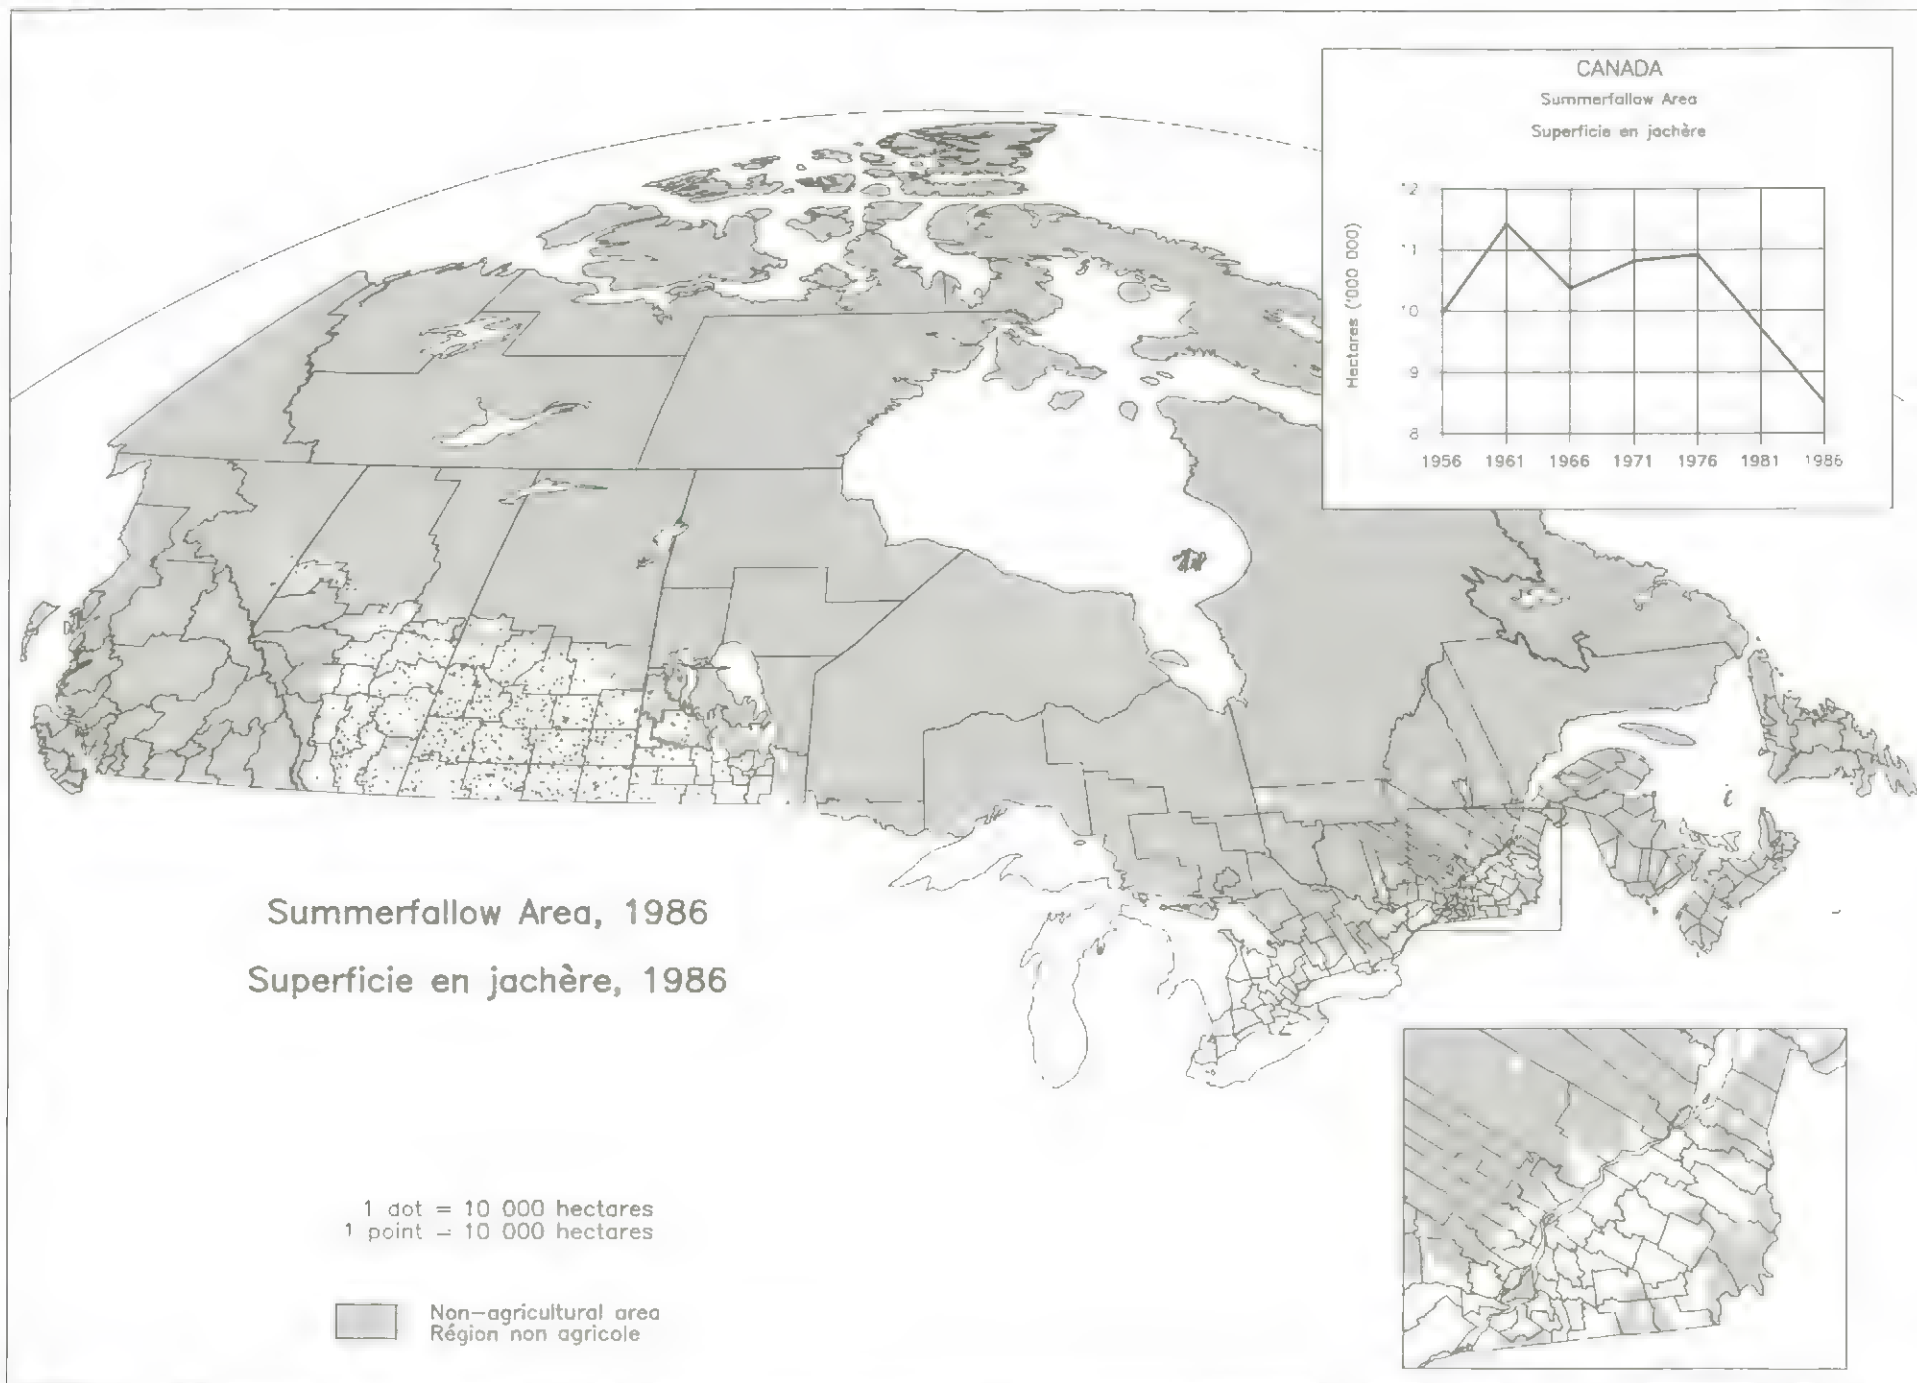 CANADA
Summerfallow Area
Superficie en jachère
Hectares ('000 000)
12
11
10
9
8
1956 1961 1966 1971 1976 1981 1986
Summerfallow Area, 1986
Superficie en jachère, 1986
1 dot = 10 000 hectares
1 point = 10 000 hectares
Non-agricultural area
Région non agricole